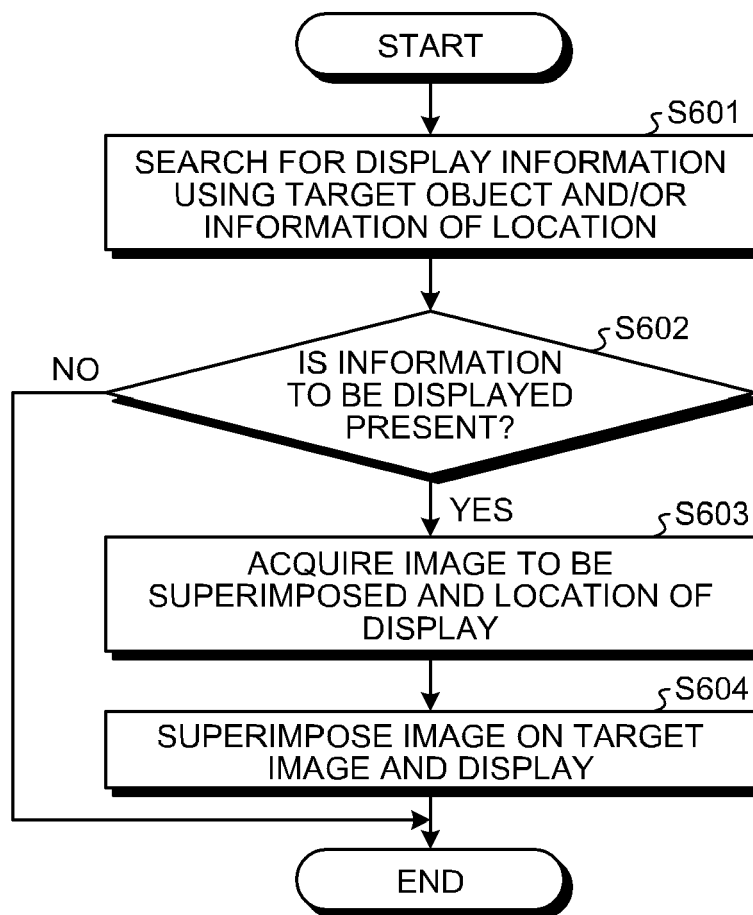 START
S601
SEARCH FOR DISPLAY INFORMATION
USING TARGET OBJECT AND/OR
INFORMATION OF LOCATION
S602
NO
IS INFORMATION
TO BE DISPLAYED
PRESENT?
YES
S603
ACQUIRE IMAGE TO BE
SUPERIMPOSED AND LOCATION OF
DISPLAY
S604
SUPERIMPOSE IMAGE ON TARGET
IMAGE AND DISPLAY
END